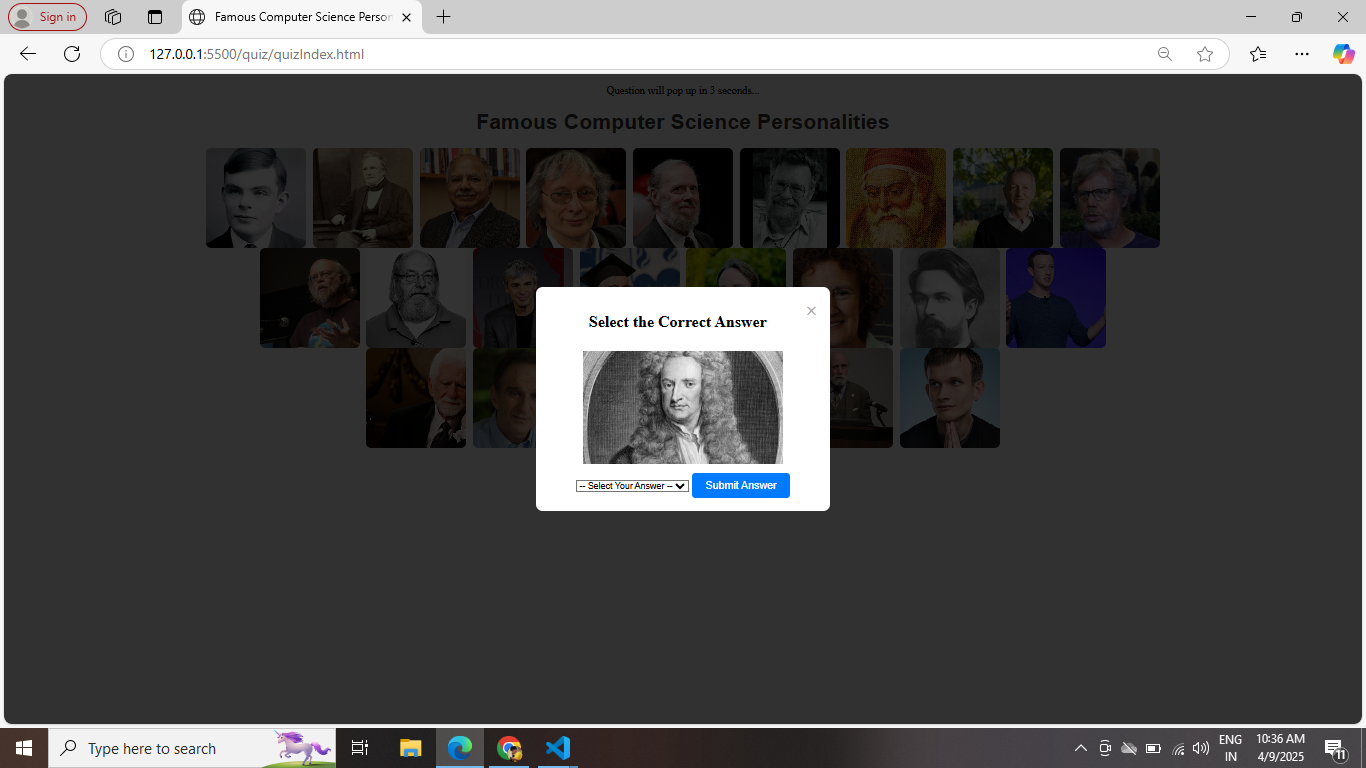 Sign in
Famous Computer Science Person
127.0.0.1:5500/quiz/quizIndex.html
Question will pop up in 3 seconds...
Famous Computer Science Personalities
Select the Correct Answer
-- Select Your Answer --
Submit Answer
Type here to search
ENG
IN
10:36 AM
4/9/2025
11